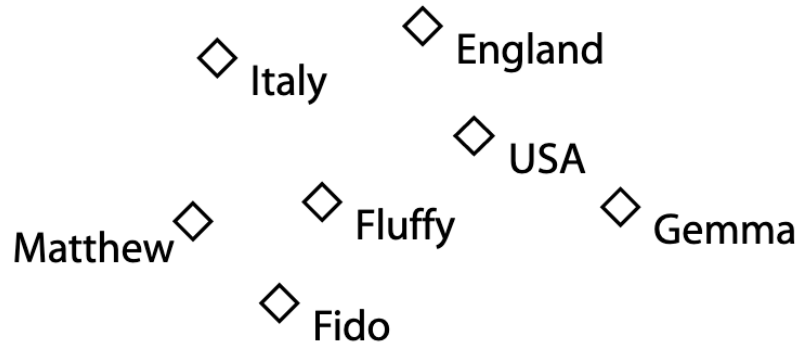 England
Italy
USA
Fluffy
Gemma
Matthew
Fido